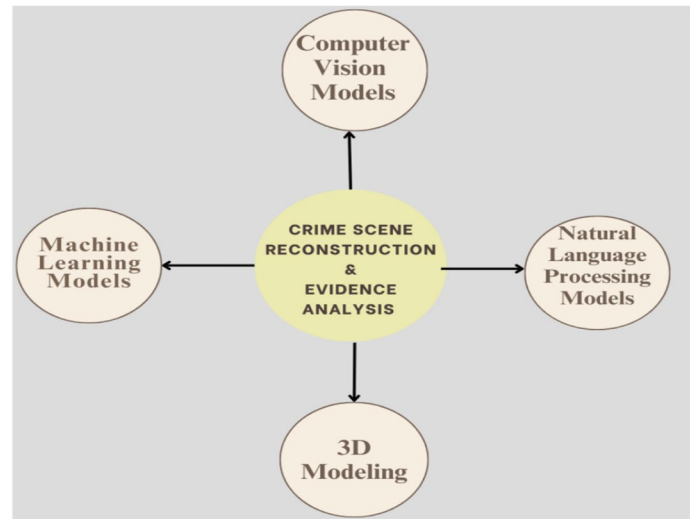 Computer
Vision
Models
CRIME SCENE
RECONSTRUCTION
&
EVIDENCE
ANALYSIS
Machine
Learning
Models
Natural
Language
Processing
Models
3D
Modeling